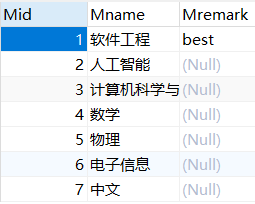 Mid Mname Mremark
1 软件工程 best
2 人工智能 (Null)
3 计算机科学与 (Null)
4 数学 (Null)
5 物理 (Null)
6 电子信息 (Null)
7 中文 (Null)